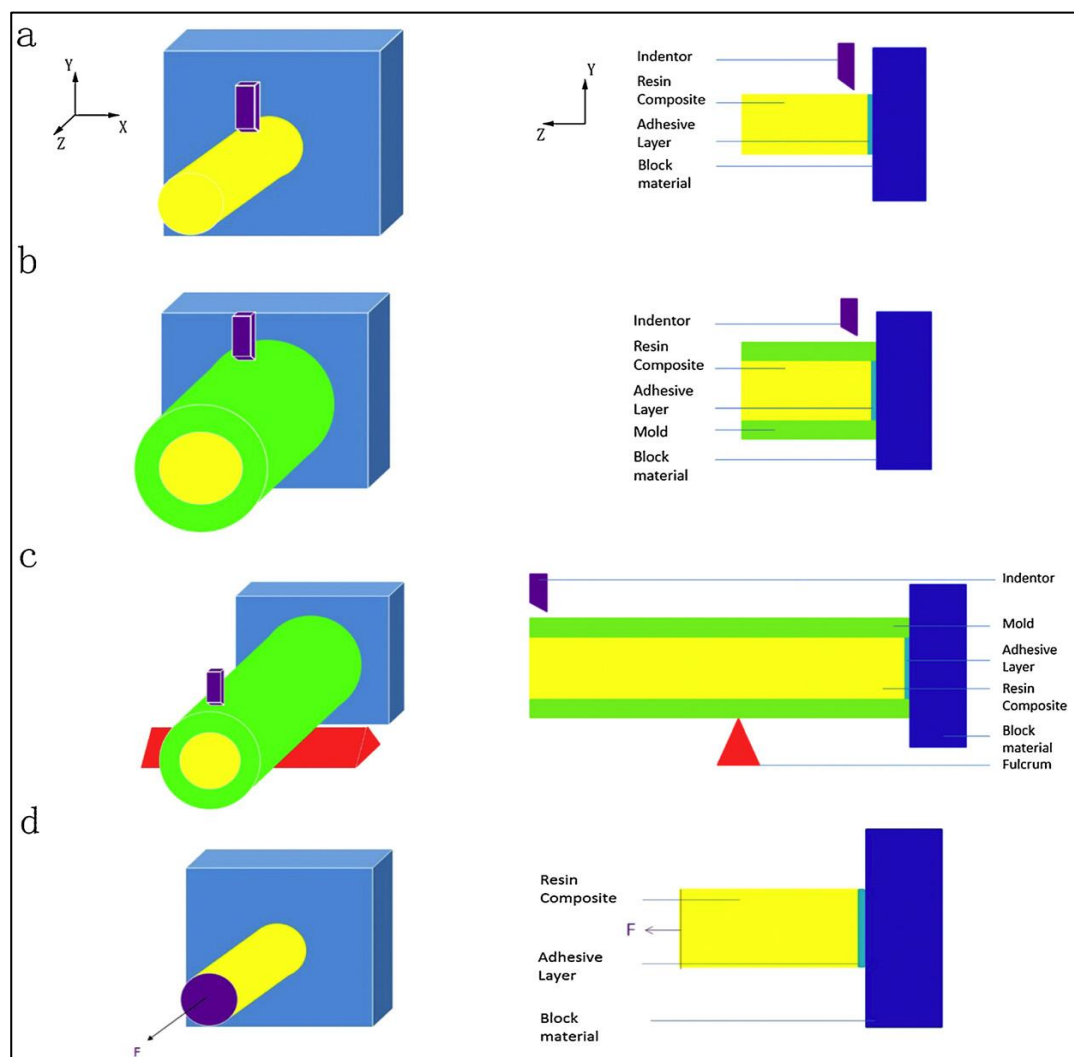 a
Y
X
Z
Y
Z
Indentor
Resin
Composite
Adhesive
Layer
Block
material
b
Indentor
Resin
Composite
Adhesive
Layer
Mold
Block
material
c
Indentor
Mold
Adhesive
Layer
Resin
Composite
Block
material
Fulcrum
d
F
Resin
Composite
F
Adhesive
Layer
Block
material